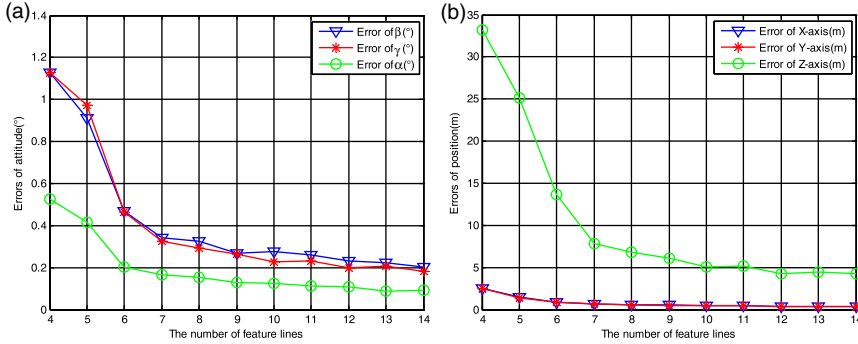 (a)
1.4
1.2
1
0.8
0.6
0.4
0.2
0
Errors of attitude(°)
Error of β(°)
Error of γ(°)
Error of α(°)
4 5 6 7 8 9 10 11 12 13 14
The number of feature lines
(b)
35
30
25
20
15
10
5
0
Errors of position(m)
Error of X-axis(m)
Error of Y-axis(m)
Error of Z-axis(m)
4 5 6 7 8 9 10 11 12 13 14
The number of feature lines